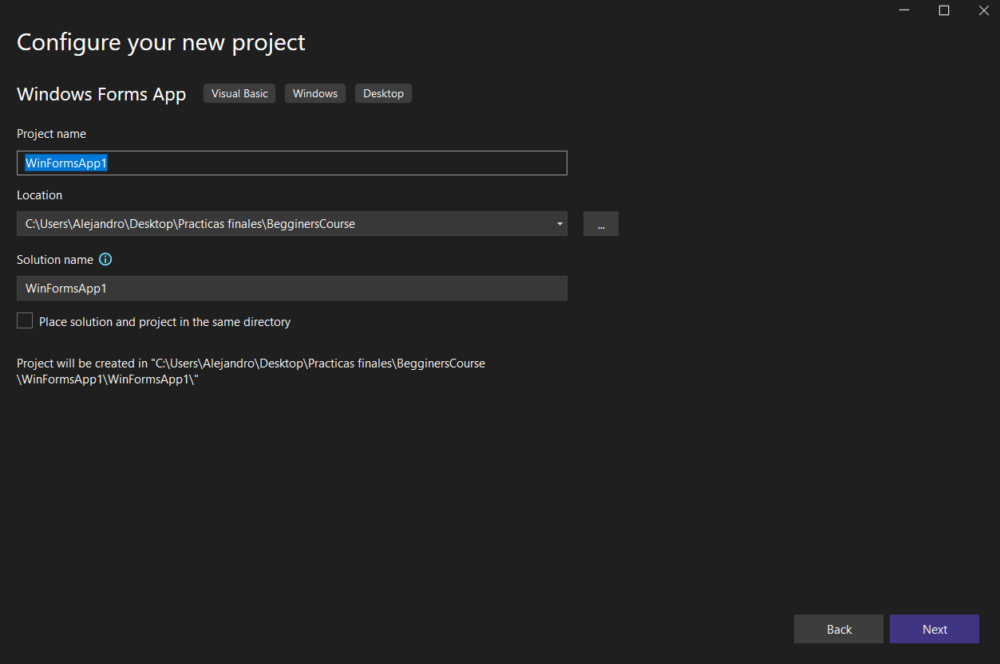 Configure your new project
Windows Forms App Visual Basic Windows Desktop
Project name
WinFormsApp1
Location
C:\Users\Alejandro\Desktop\Practicas finales\BegginersCourse
...
Solution name
WinFormsApp1
Place solution and project in the same directory
Project will be created in "C:\Users\Alejandro\Desktop\Practicas finales\BegginersCourse
\WinFormsApp1\WinFormsApp1\"
Back Next